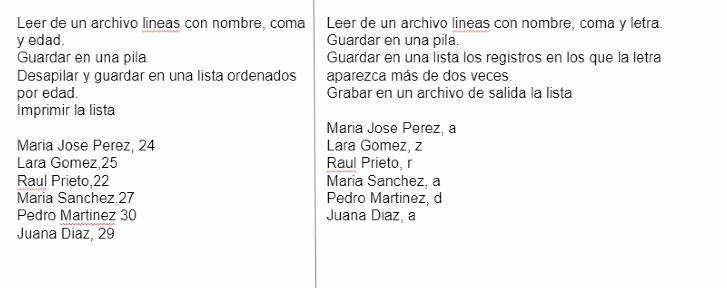 Leer de un archivo lineas con nombre, coma
y edad.
Guardar en una pila.
Desapilar y guardar en una lista ordenados
por edad.
Imprimir la lista
Maria Jose Perez, 24
Lara Gomez,25
Raul Prieto,22
Maria Sanchez,27
Pedro Martinez 30
Juana Diaz, 29
Leer de un archivo lineas con nombre, coma y letra.
Guardar en una pila.
Guardar en una lista los registros en los que la letra
aparezca más de dos veces.
Grabar en un archivo de salida la lista
Maria Jose Perez, a
Lara Gomez, z
Raul Prieto, r
Maria Sanchez, a
Pedro Martinez, d
Juana Diaz, a